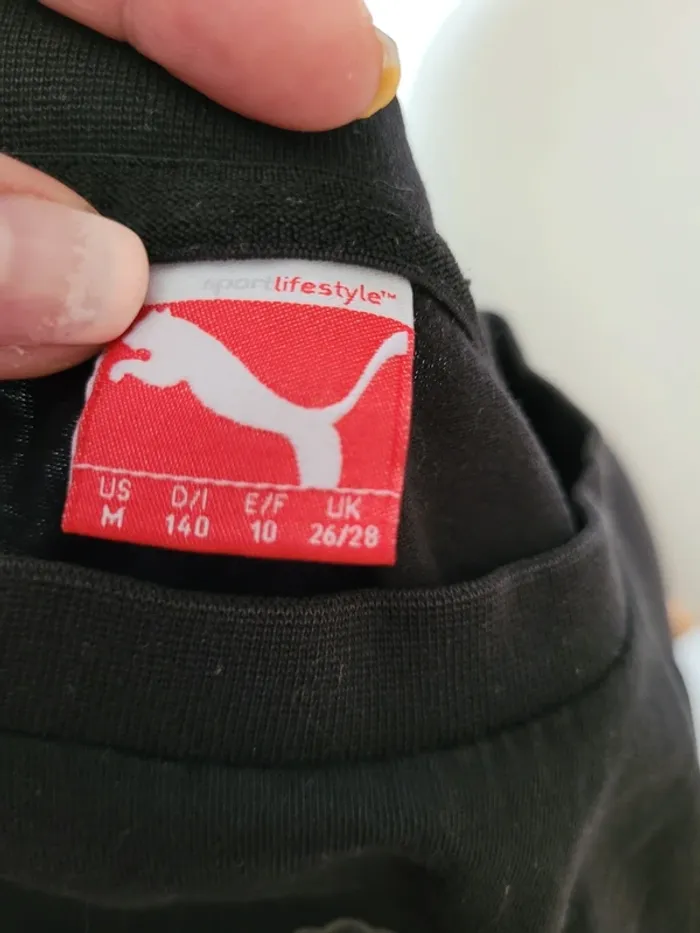 sportlifestyle™
US D/I E/F UK
M 140 10 26/28